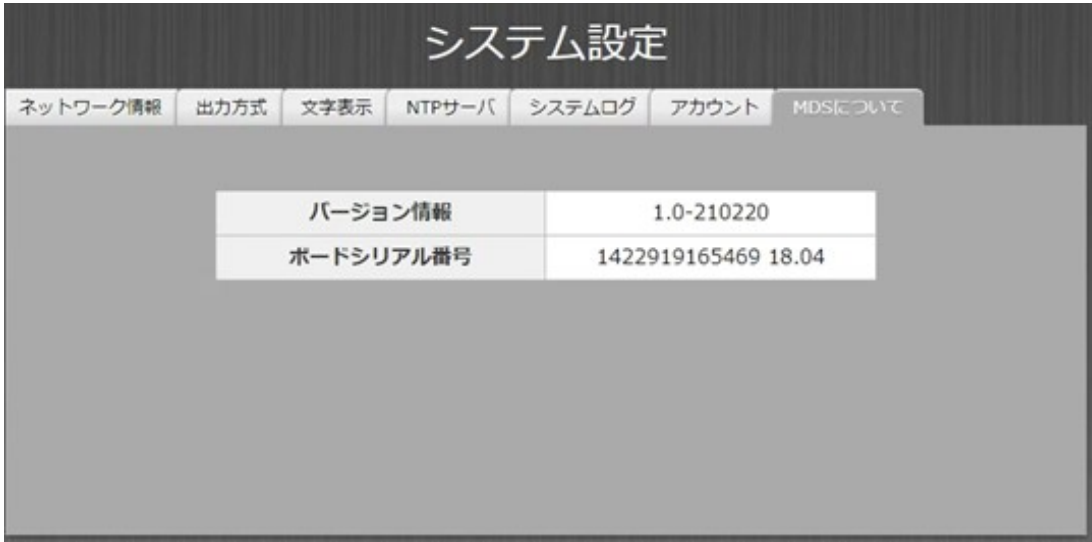 システム設定
ネットワーク情報 出力方式 文字表示 NTPサーバ システムログ アカウント MDSについて
バージョン情報 1.0-210220
ボードシリアル番号 1422919165469 18.04